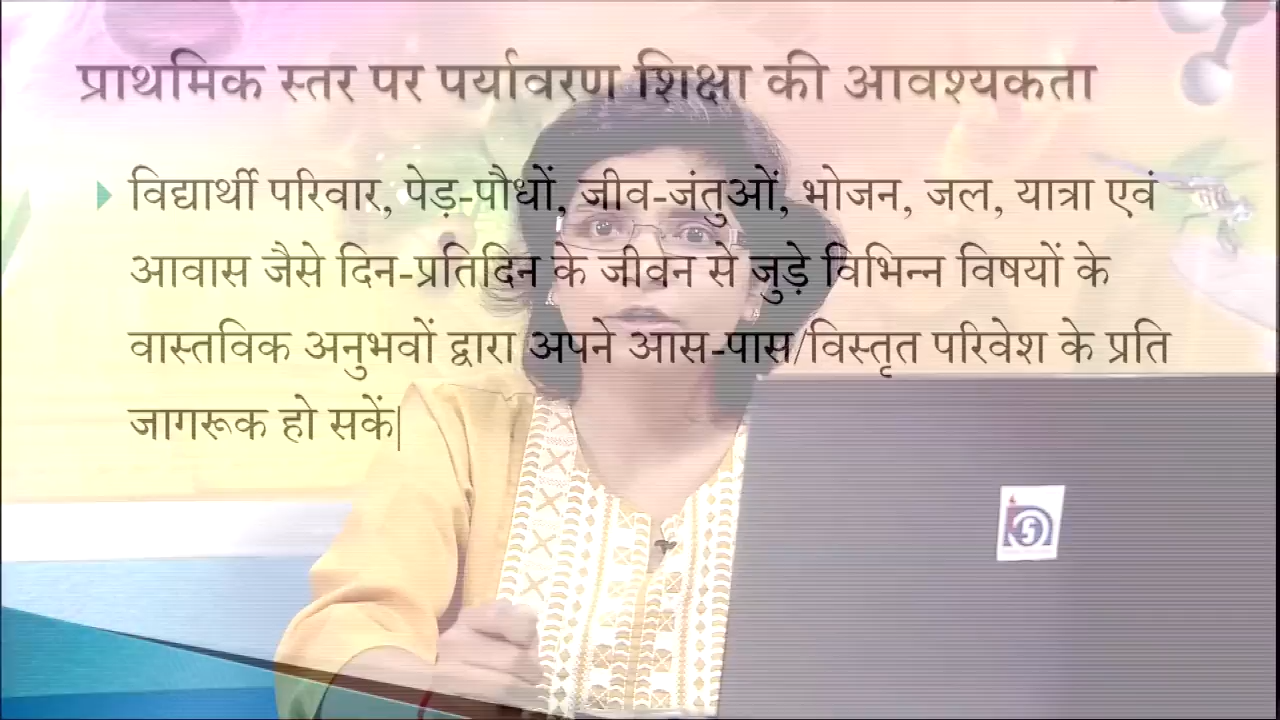 प्राथमिक स्तर पर पर्यावरण शिक्षा की आवश्यकता
विद्यार्थी परिवार, पेड़-पौधों, जीव-जंतुओं, भोजन, जल, यात्रा एवं
आवास जैसे दिन-प्रतिदिन के जीवन से जुड़े विभिन्न विषयों के
वास्तविक अनुभवों द्वारा अपने आस-पास/विस्तृत परिवेश के प्रति
जागरूक हो सकें|